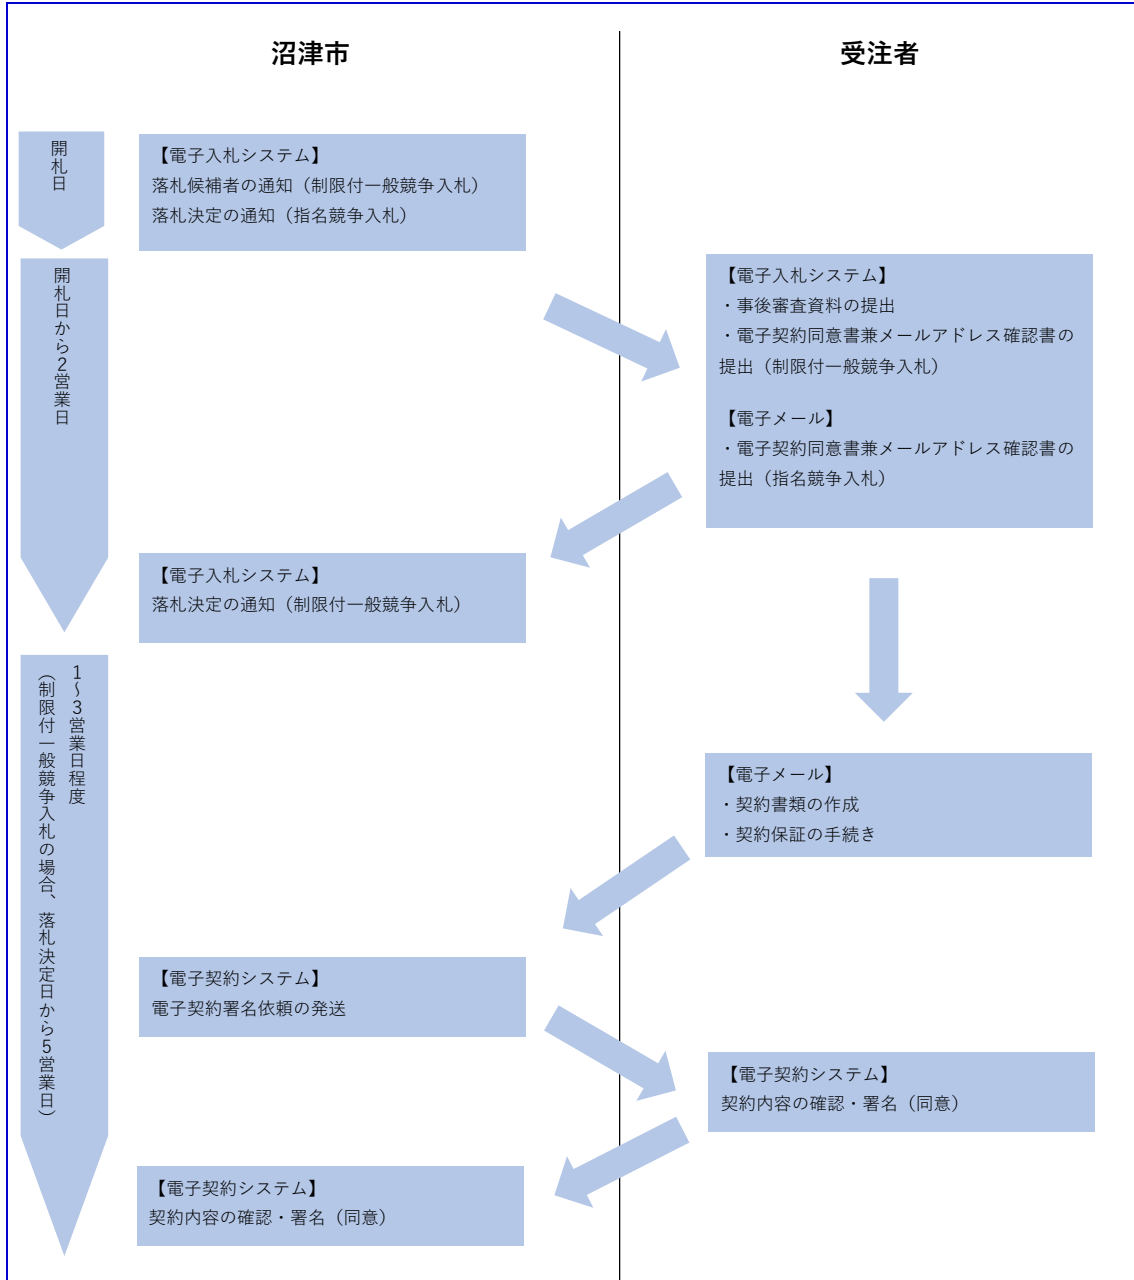 沼津市
受注者
開札日
【電子入札システム】
落札候補者の通知（制限付一般競争入札）
落札決定の通知（指名競争入札）
開札日から2営業日
【電子入札システム】
・事後審査資料の提出
・電子契約同意書兼メールアドレス確認書の
提出（制限付一般競争入札）
【電子メール】
・電子契約同意書兼メールアドレス確認書の
提出（指名競争入札）
【電子入札システム】
落札決定の通知（制限付一般競争入札）
1～3営業日程度
（制限付一般競争入札の場合、落札決定日から5営業日）
【電子メール】
・契約書類の作成
・契約保証の手続き
【電子契約システム】
電子契約署名依頼の発送
【電子契約システム】
契約内容の確認・署名（同意）
【電子契約システム】
契約内容の確認・署名（同意）